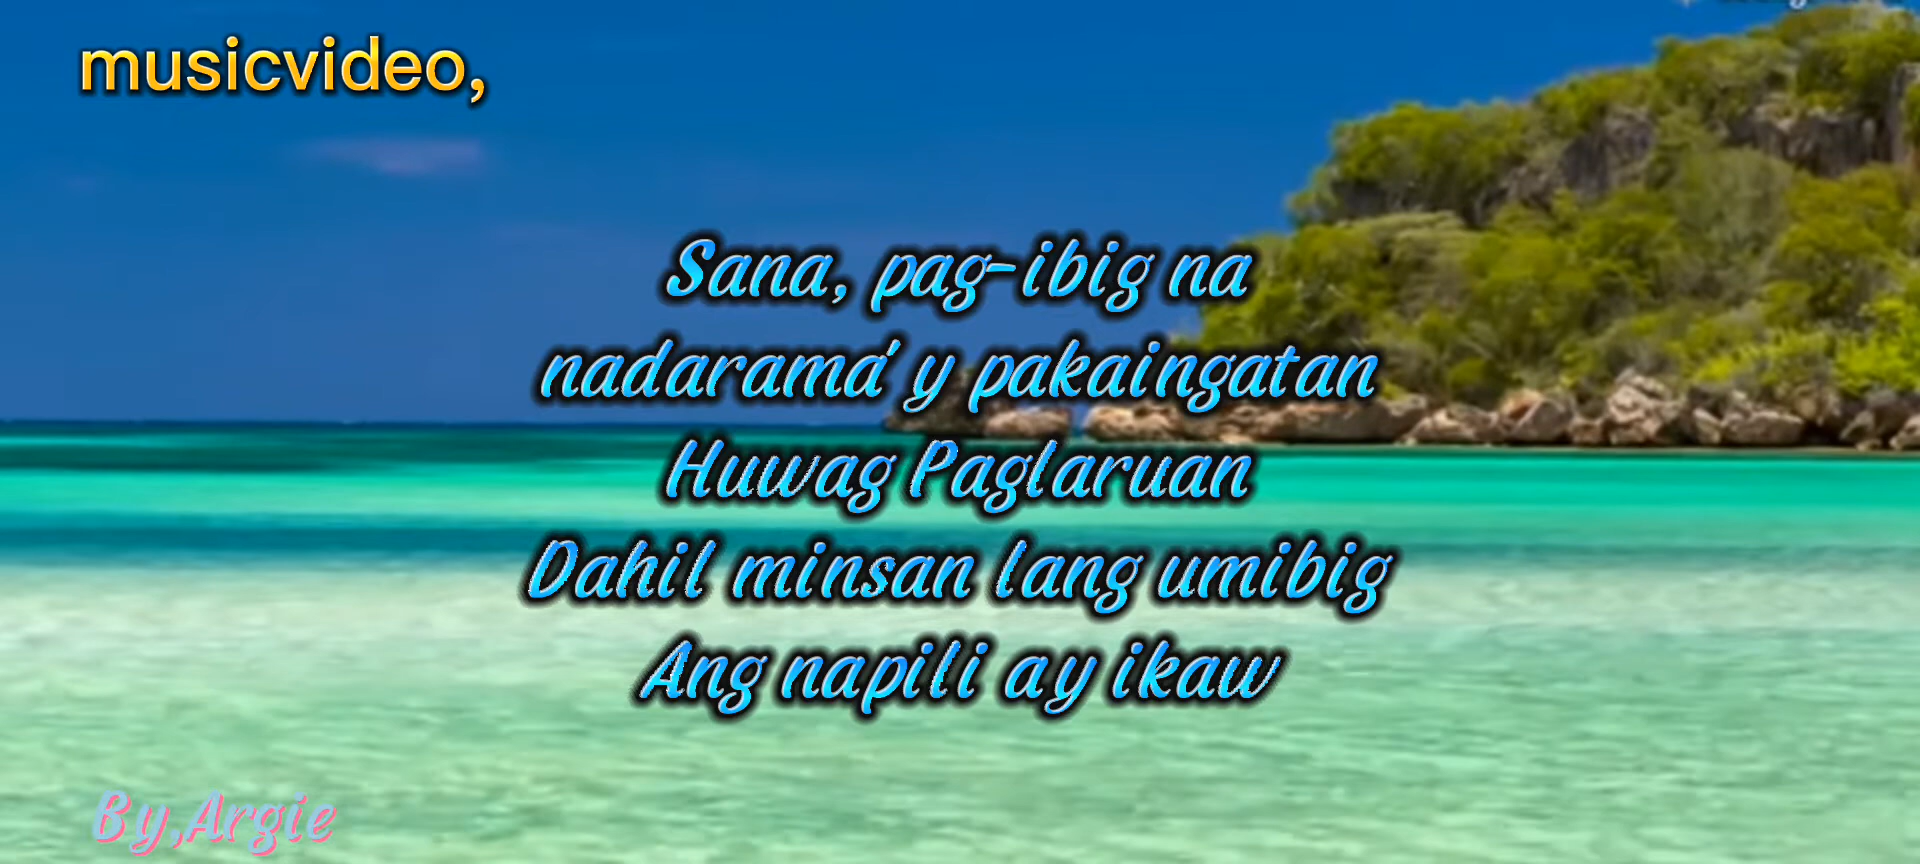 musicvideo,
Sana, pag-ibig na
nadarama'y pakaingatan
Huwag Paglaruan
Dahil minsan lang umibig
Ang napili ay ikaw
By,Argie